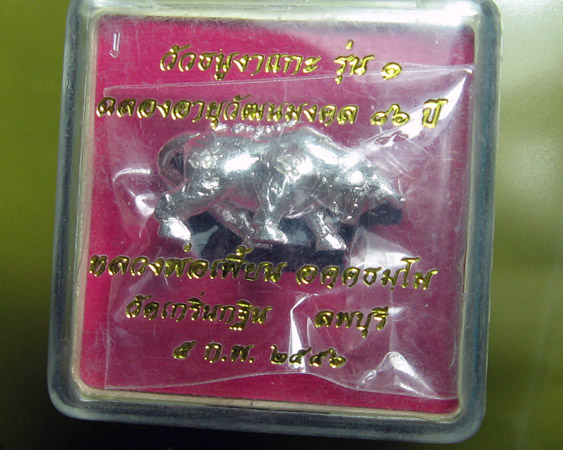 วัวธนูงาแกะ รุ่น ๑
ฉลองอายุวัฒนมงคล ๘๖ ปี
หลวงพ่อเพี้ยน อคฺคธมฺโม
วัดเกริ่นกฐิน ลพบุรี
๕ ก.พ. ๒๕๕๖